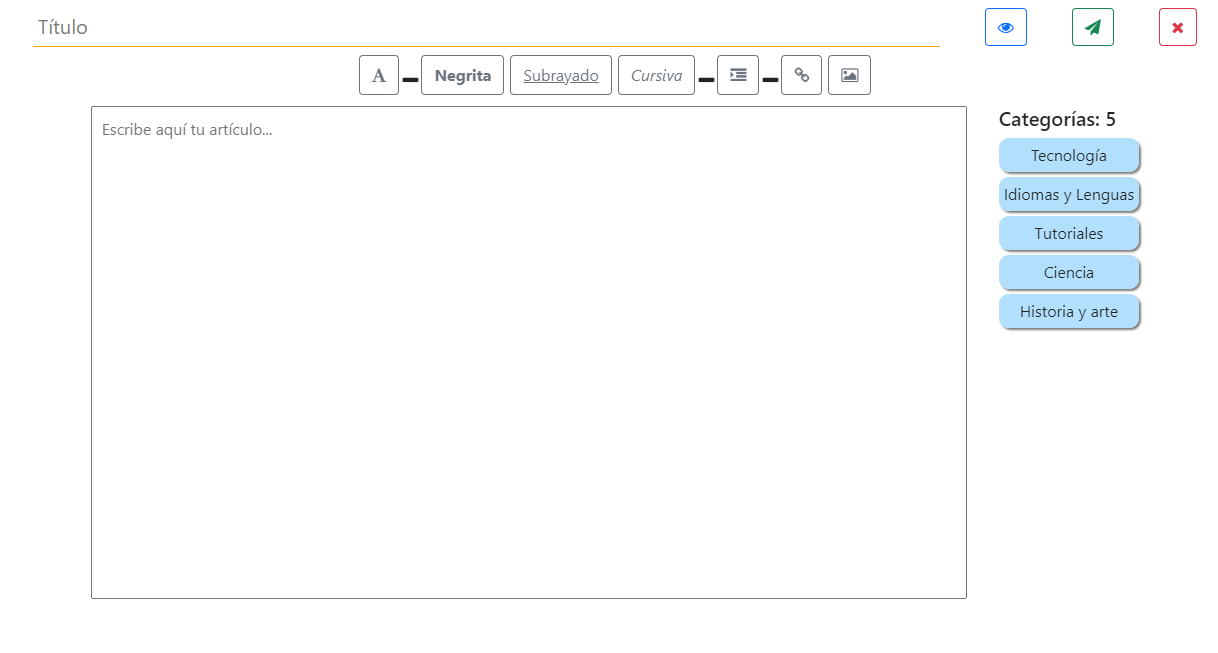 Título
A Negrita Subrayado Cursiva
Escribe aquí tu artículo...
Categorías: 5
Tecnología
Idiomas y Lenguas
Tutoriales
Ciencia
Historia y arte